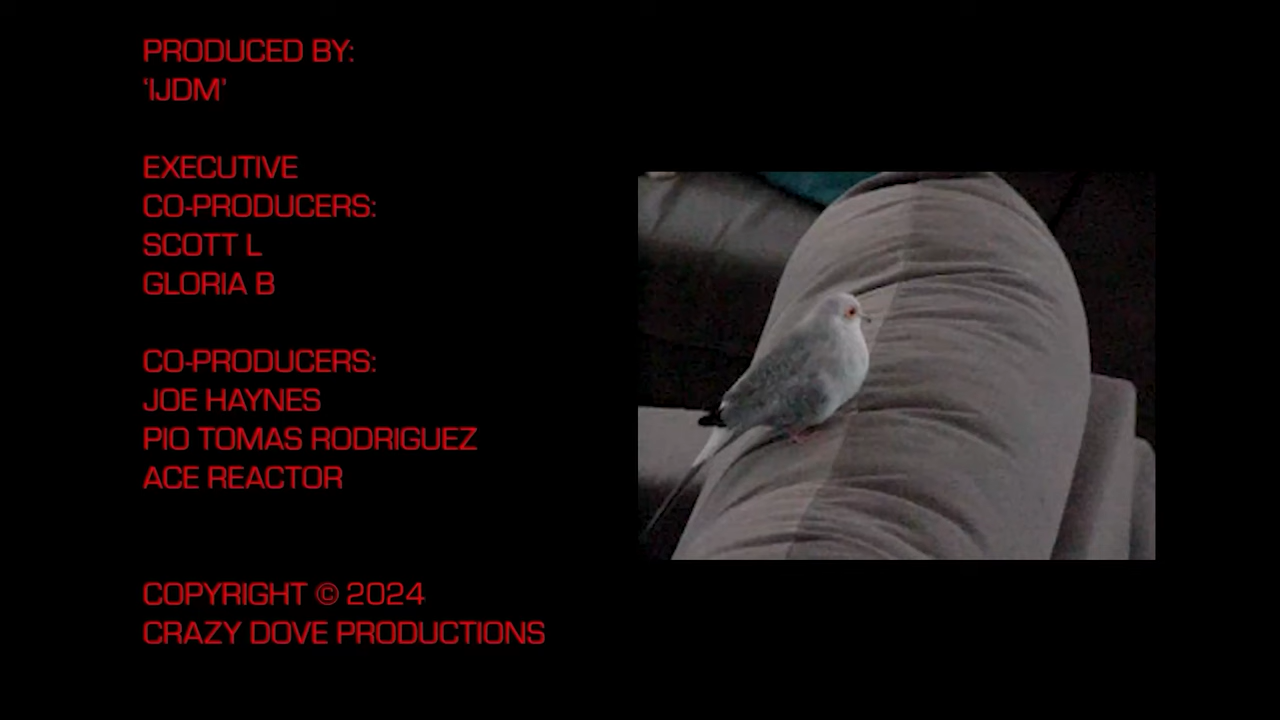 PRODUCED BY:
‘IJDM’
EXECUTIVE
CO-PRODUCERS:
SCOTT L
GLORIA B
CO-PRODUCERS:
JOE HAYNES
PIO TOMAS RODRIGUEZ
ACE REACTOR
COPYRIGHT © 2024
CRAZY DOVE PRODUCTIONS